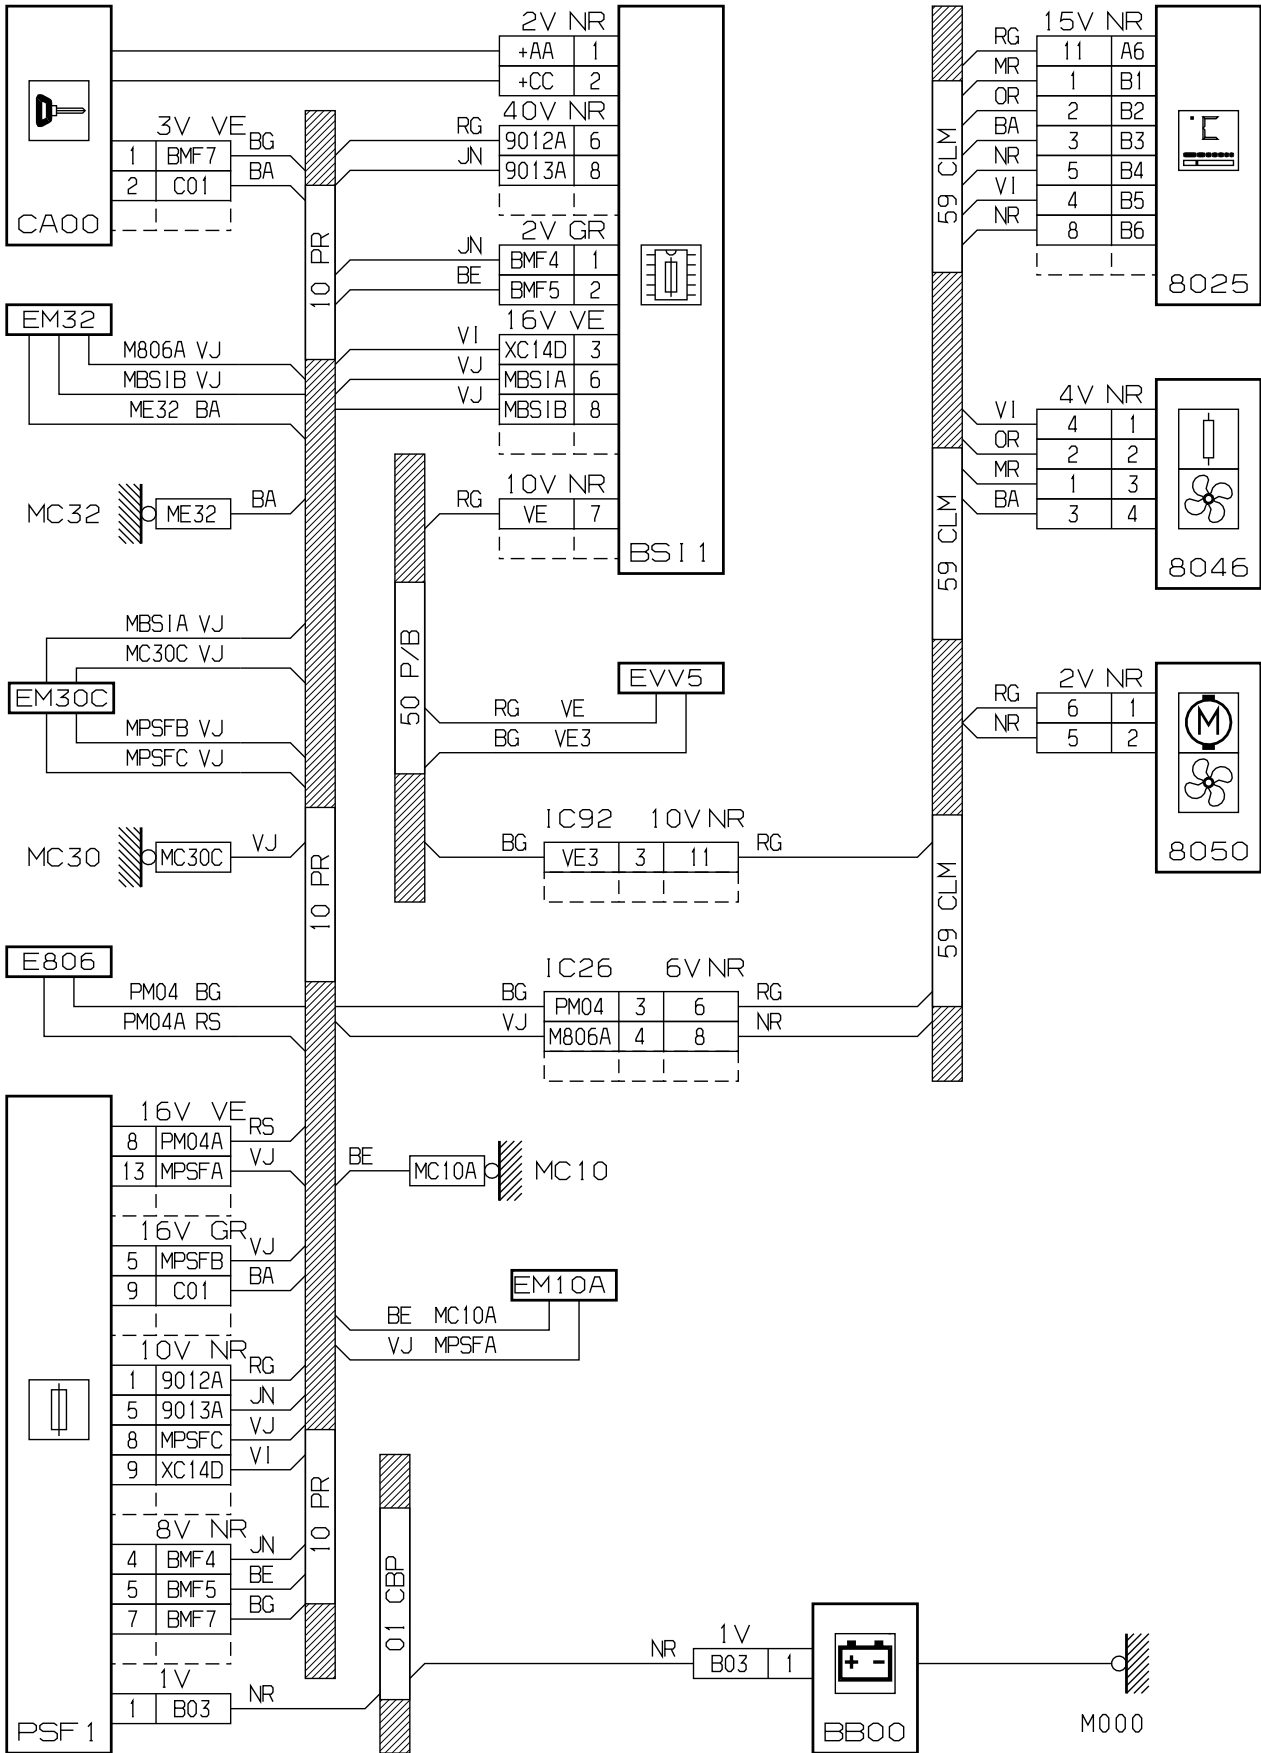 2V NR
+AA 1
+CC 2
40V NR
RG 9012A 6
JN 9013A 8
2V GR
JN BMF4 1
BE BMF5 2
16V VE
VI XC14D 3
VJ MBSIA 6
VJ MBSIB 8
10V NR
RG VE 7
BSI1
3V VE
1 BMF7 BG
2 C01 BA
CA00
10 PR
EM32
M806A VJ
MBSIB VJ
ME32 BA
MC32 ME32 BA
MBSIA VJ
MC30C VJ
EM30C
MPSFB VJ
MPSFC VJ
MC30 MC30C VJ
10 PR
E806
PM04 BG
PM04A RS
50 P/B
EVV5
RG VE
BG VE3
IC92 10V NR
BG VE3 3 11 RG
IC26 6V NR
BG PM04 3 6 RG
VJ M806A 4 8 NR
59 CLM
15V NR
RG 11 A6
MR 1 B1
OR 2 B2
BA 3 B3
NR 5 B4
VI 4 B5
NR 8 B6
8025
59 CLM
4V NR
VI 4 1
OR 2 2
MR 1 3
BA 3 4
8046
2V NR
RG 6 1
NR 5 2
M
8050
59 CLM
16V VE
8 PM04A RS
13 MPSFA VJ
16V GR
5 MPSFB VJ
9 C01 BA
10V NR
1 9012A RG
5 9013A JN
8 MPSFC VJ
9 XC14D VI
8V NR
4 BMF4 JN
5 BMF5 BE
7 BMF7 BG
1V
1 B03 NR
PSF1
10 PR
BE MC10A MC10
EM10A
BE MC10A
VJ MPSFA
01 CBP
1V
NR B03 1
+ -
BB00
M000